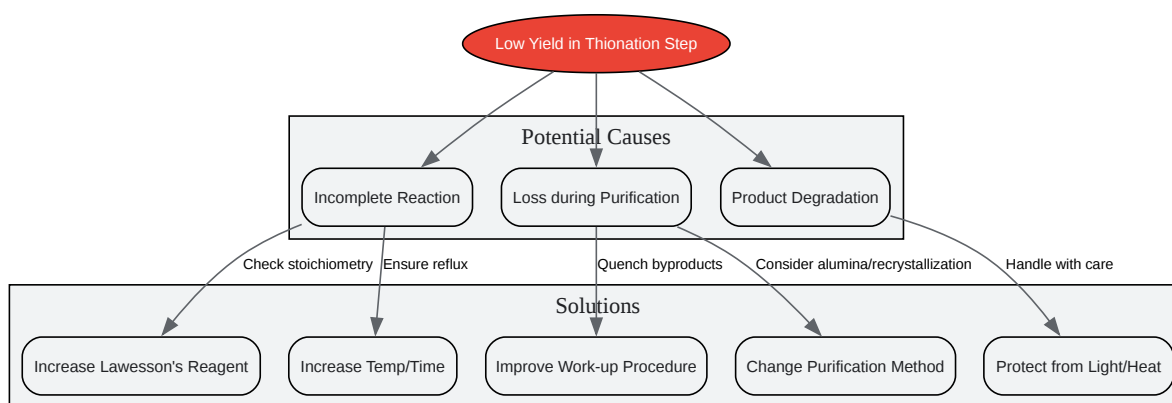 Low Yield in Thionation Step
Potential Causes
Incomplete Reaction
Loss during Purification
Product Degradation
Check stoichiometry
Ensure reflux
Quench byproducts
Consider alumina/recrystallization
Handle with care
Solutions
Increase Lawesson's Reagent
Increase Temp/Time
Improve Work-up Procedure
Change Purification Method
Protect from Light/Heat